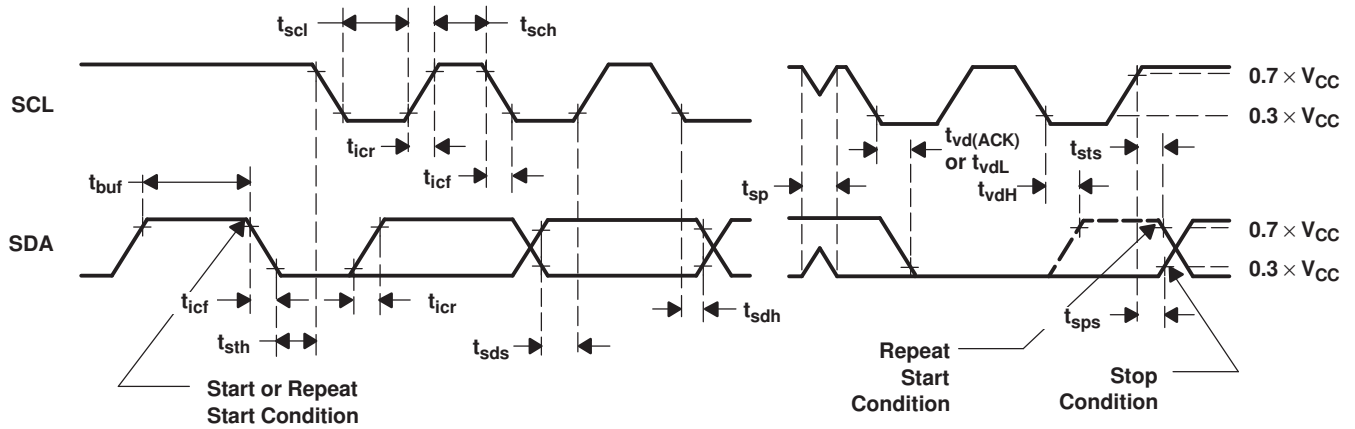 tscl
tsch
SCL
0.7 × VCC
0.3 × VCC
ticr
ticf
tbuf
tsp
tvd(ACK)
or tvdL
tvdH
tsts
SDA
0.7 × VCC
0.3 × VCC
ticf
tsth
ticr
tsds
tsdh
tsps
Start or Repeat
Start Condition
Repeat
Start
Condition
Stop
Condition